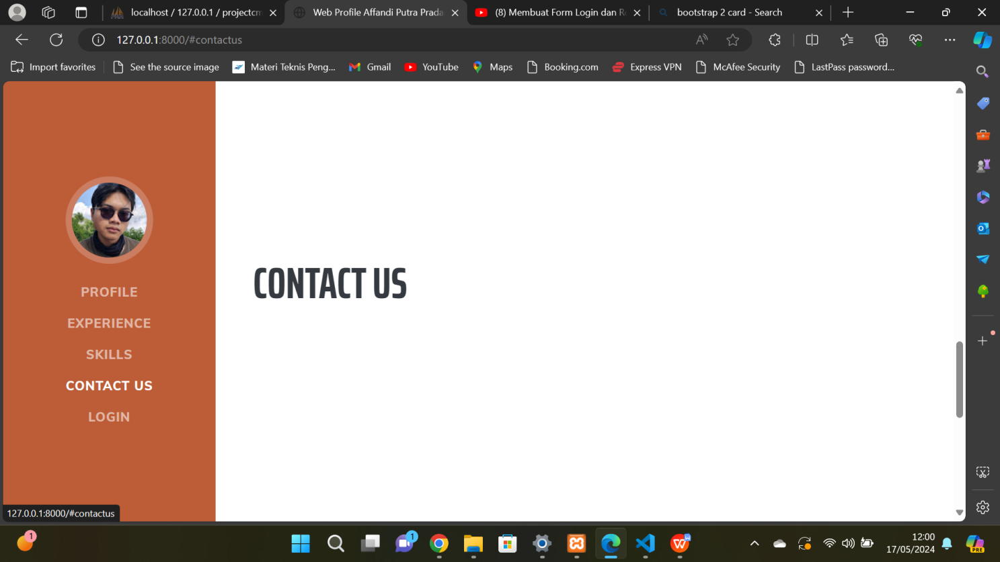 localhost / 127.0.0.1 / projectcm
Web Profile Affandi Putra Prada
(8) Membuat Form Login dan R
bootstrap 2 card - Search
127.0.0.1:8000/#contactus
Import favorites
See the source image
Materi Teknis Peng...
Gmail
YouTube
Maps
Booking.com
Express VPN
McAfee Security
LastPass password...
PROFILE
EXPERIENCE
SKILLS
CONTACT US
LOGIN
CONTACT US
127.0.0.1:8000/#contactus
1
1
12:00
17/05/2024
PRE